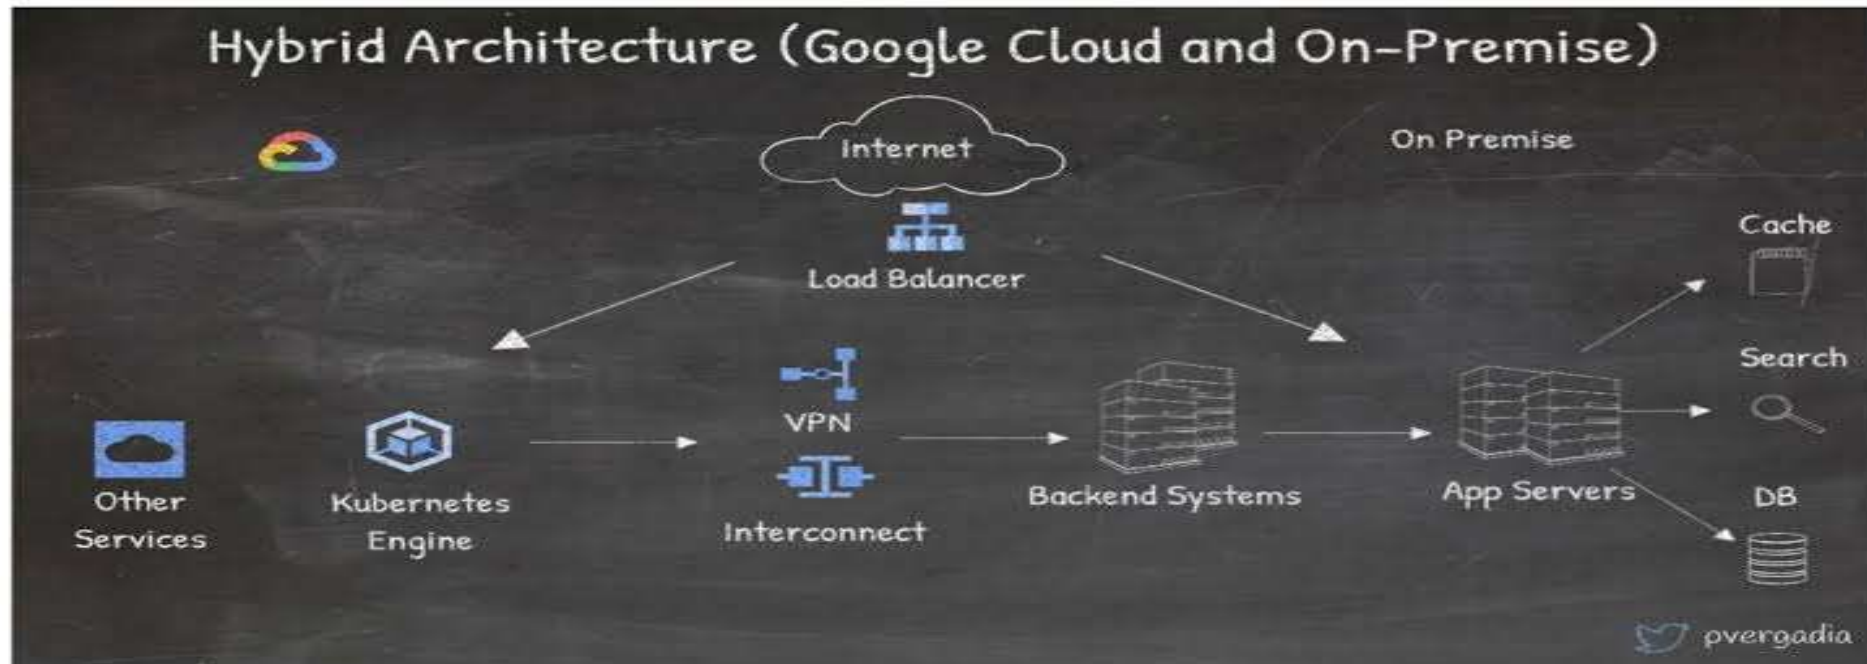 Hybrid Architecture (Google Cloud and On-Premise)
Internet
On Premise
Load Balancer
Cache
Search
VPN
Other
Services
Kubernetes
Engine
Interconnect
Backend Systems
App Servers
DB
pvergadia